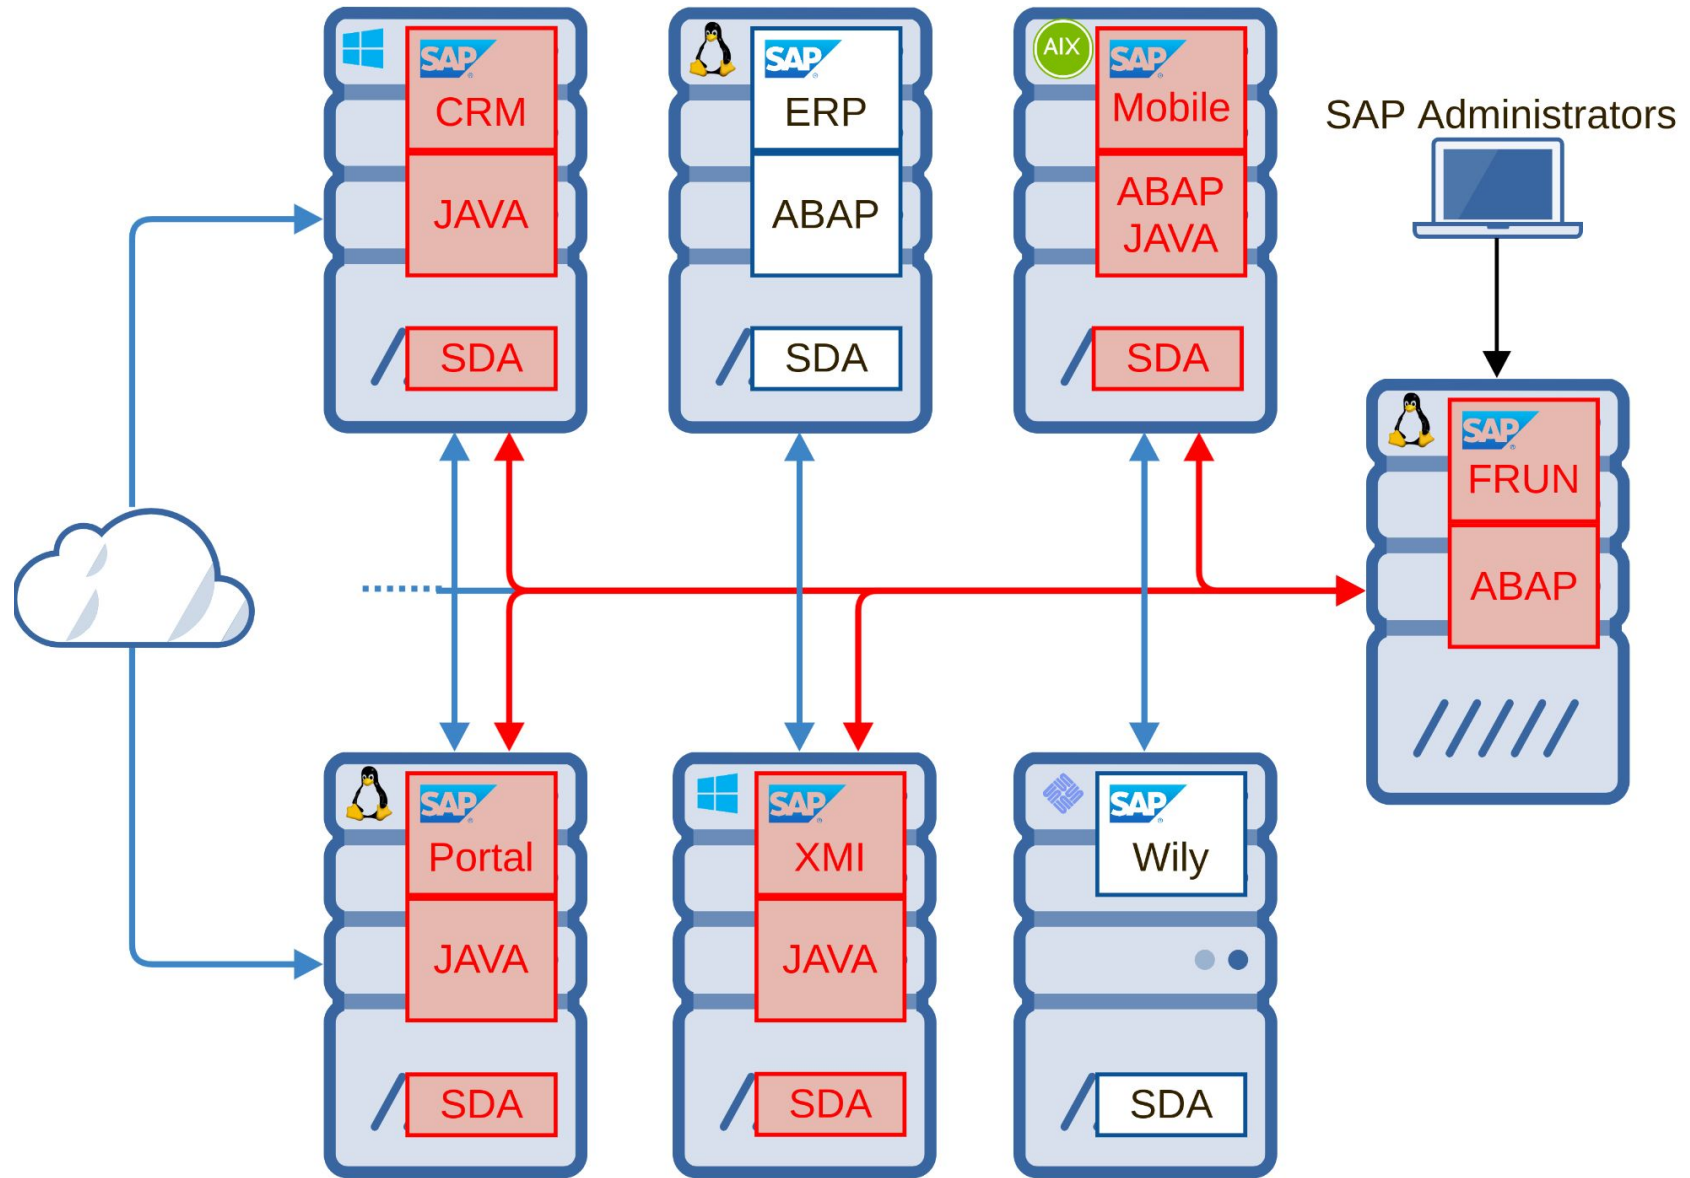 SAP®
CRM
JAVA
SDA
SAP®
ERP
ABAP
SDA
AIX
SAP®
Mobile
ABAP
JAVA
SDA
SAP Administrators
SAP®
FRUN
ABAP
SAP®
Portal
JAVA
SDA
SAP®
XMI
JAVA
SDA
SAP®
Wily
SDA